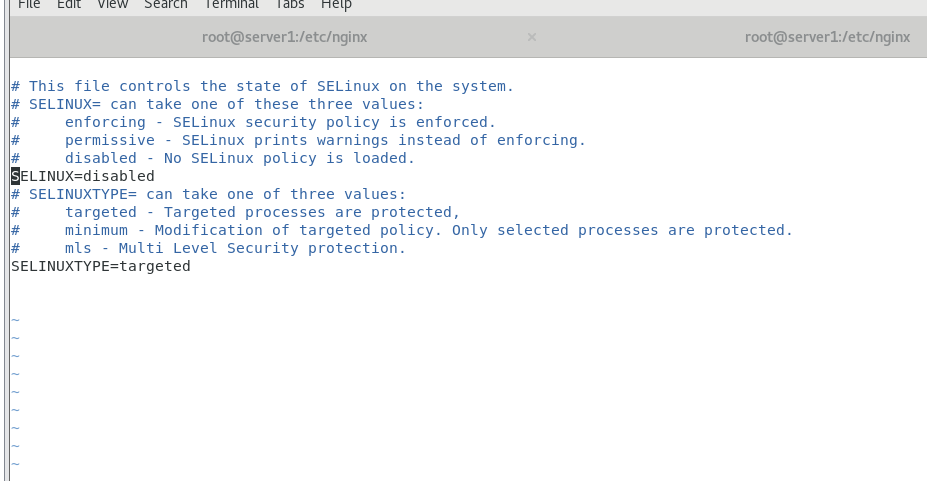 File Edit View Search Terminal Tabs Help
root@server1:/etc/nginx × root@server1:/etc/nginx
# This file controls the state of SELinux on the system.
# SELINUX= can take one of these three values:
#     enforcing - SELinux security policy is enforced.
#     permissive - SELinux prints warnings instead of enforcing.
#     disabled - No SELinux policy is loaded.
SELINUX=disabled
# SELINUXTYPE= can take one of three values:
#     targeted - Targeted processes are protected,
#     minimum - Modification of targeted policy. Only selected processes are protected.
#     mls - Multi Level Security protection.
SELINUXTYPE=targeted
~
~
~
~
~
~
~
~
~